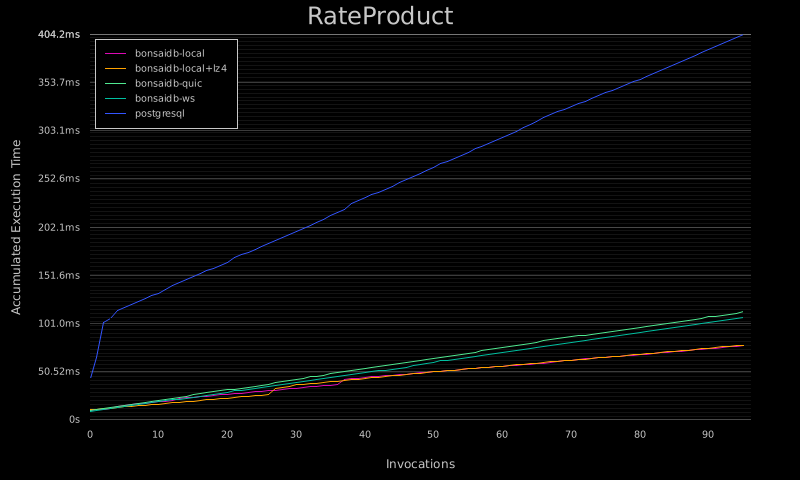 RateProduct
404.2ms
353.7ms
303.1ms
252.6ms
202.1ms
151.6ms
101.0ms
50.52ms
0s
Accumulated Execution Time
bonsaidb-local
bonsaidb-local+lz4
bonsaidb-quic
bonsaidb-ws
postgresql
0 10 20 30 40 50 60 70 80 90
Invocations